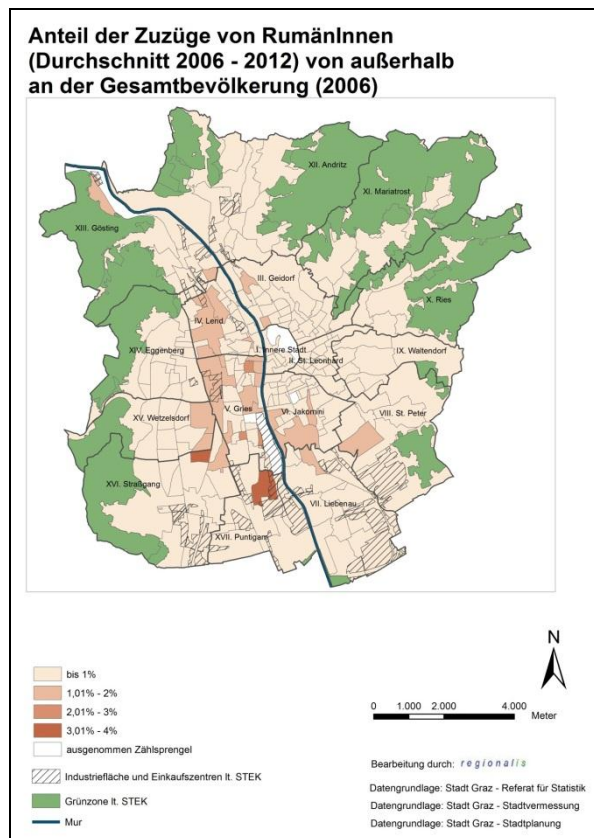 Anteil der Zuzüge von RumänInnen
(Durchschnitt 2006 - 2012) von außerhalb
an der Gesamtbevölkerung (2006)
XII. Andritz
XI. Mariatrost
XIII. Gösting
III. Geidorf
X. Ries
IV. Lend
I. Innere Stadt
XIV. Eggenberg
II. St. Leonhard
IX. Waltendorf
V. Gries
VI. Jakomini
VIII. St. Peter
XV. Wetzelsdorf
XVI. Straßgang
VII. Liebenau
XVII. Puntigam
N
bis 1%
1,01% - 2%
2,01% - 3%
3,01% - 4%
ausgenommen Zählsprengel
Industriefläche und Einkaufszentren lt. STEK
Grünzone lt. STEK
Mur
0 1.000 2.000 4.000
Meter
Bearbeitung durch: regionalis
Datengrundlage: Stadt Graz - Referat für Statistik
Datengrundlage: Stadt Graz - Stadtvermessung
Datengrundlage: Stadt Graz - Stadtplanung